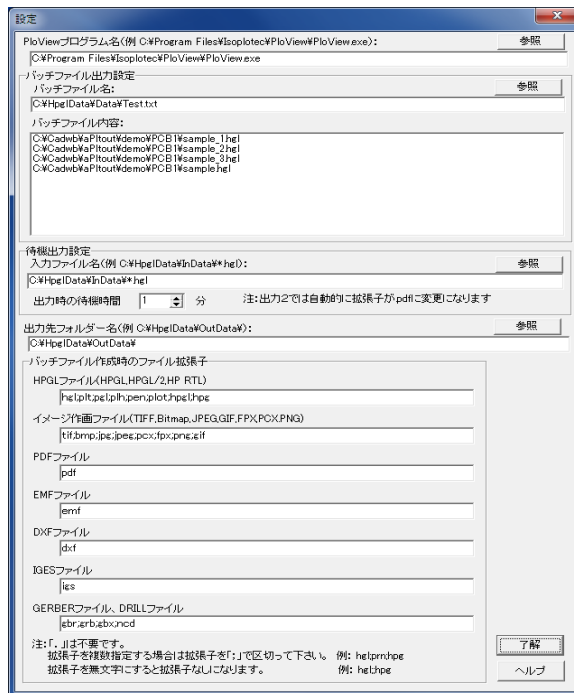 設定
PloViewプログラム名(例 C:¥Program Files¥Isoplotec¥PloView¥PloView.exe):
参照
C:¥Program Files¥Isoplotec¥PloView¥PloView.exe
バッチファイル出力設定
バッチファイル名:
参照
C:¥HpglData¥Data¥Test.txt
バッチファイル内容:
C:¥Cadwb¥aPltout¥demo¥PCB1¥sample_1.hgl
C:¥Cadwb¥aPltout¥demo¥PCB1¥sample_2.hgl
C:¥Cadwb¥aPltout¥demo¥PCB1¥sample_3.hgl
C:¥Cadwb¥aPltout¥demo¥PCB1¥sample.hgl
待機出力設定
入力ファイル名(例 C:¥HpglData¥InData¥*.hgl):
参照
C:¥HpglData¥InData¥*.hgl
出力時の待機時間 1 分 注:出力2では自動的に拡張子がpdfに変更になります
出力先フォルダー名(例 C:¥HpglData¥OutData¥):
参照
C:¥HpglData¥OutData¥
バッチファイル作成時のファイル拡張子
HPGLファイル(HPGL,HPGL/2,HP RTL)
hgl;plt;pgl;plh;pen;plot;hpgl;hpg
イメージ作画ファイル(TIFF,Bitmap,JPEG,GIF,FPX,PCX,PNG)
tif;bmp;jpg;jpeg;pcx;fpx;png;gif
PDFファイル
pdf
EMFファイル
emf
DXFファイル
dxf
IGESファイル
igs
GERBERファイル、DRILLファイル
gbr;grb;gbx;ncd
注:「.」は不要です。
拡張子を複数指定する場合は拡張子を「;」で区切って下さい。 例: hgl;prn;hpg
拡張子を無文字にすると拡張子なしになります。 例: hgl;;hpg
了解
ヘルプ